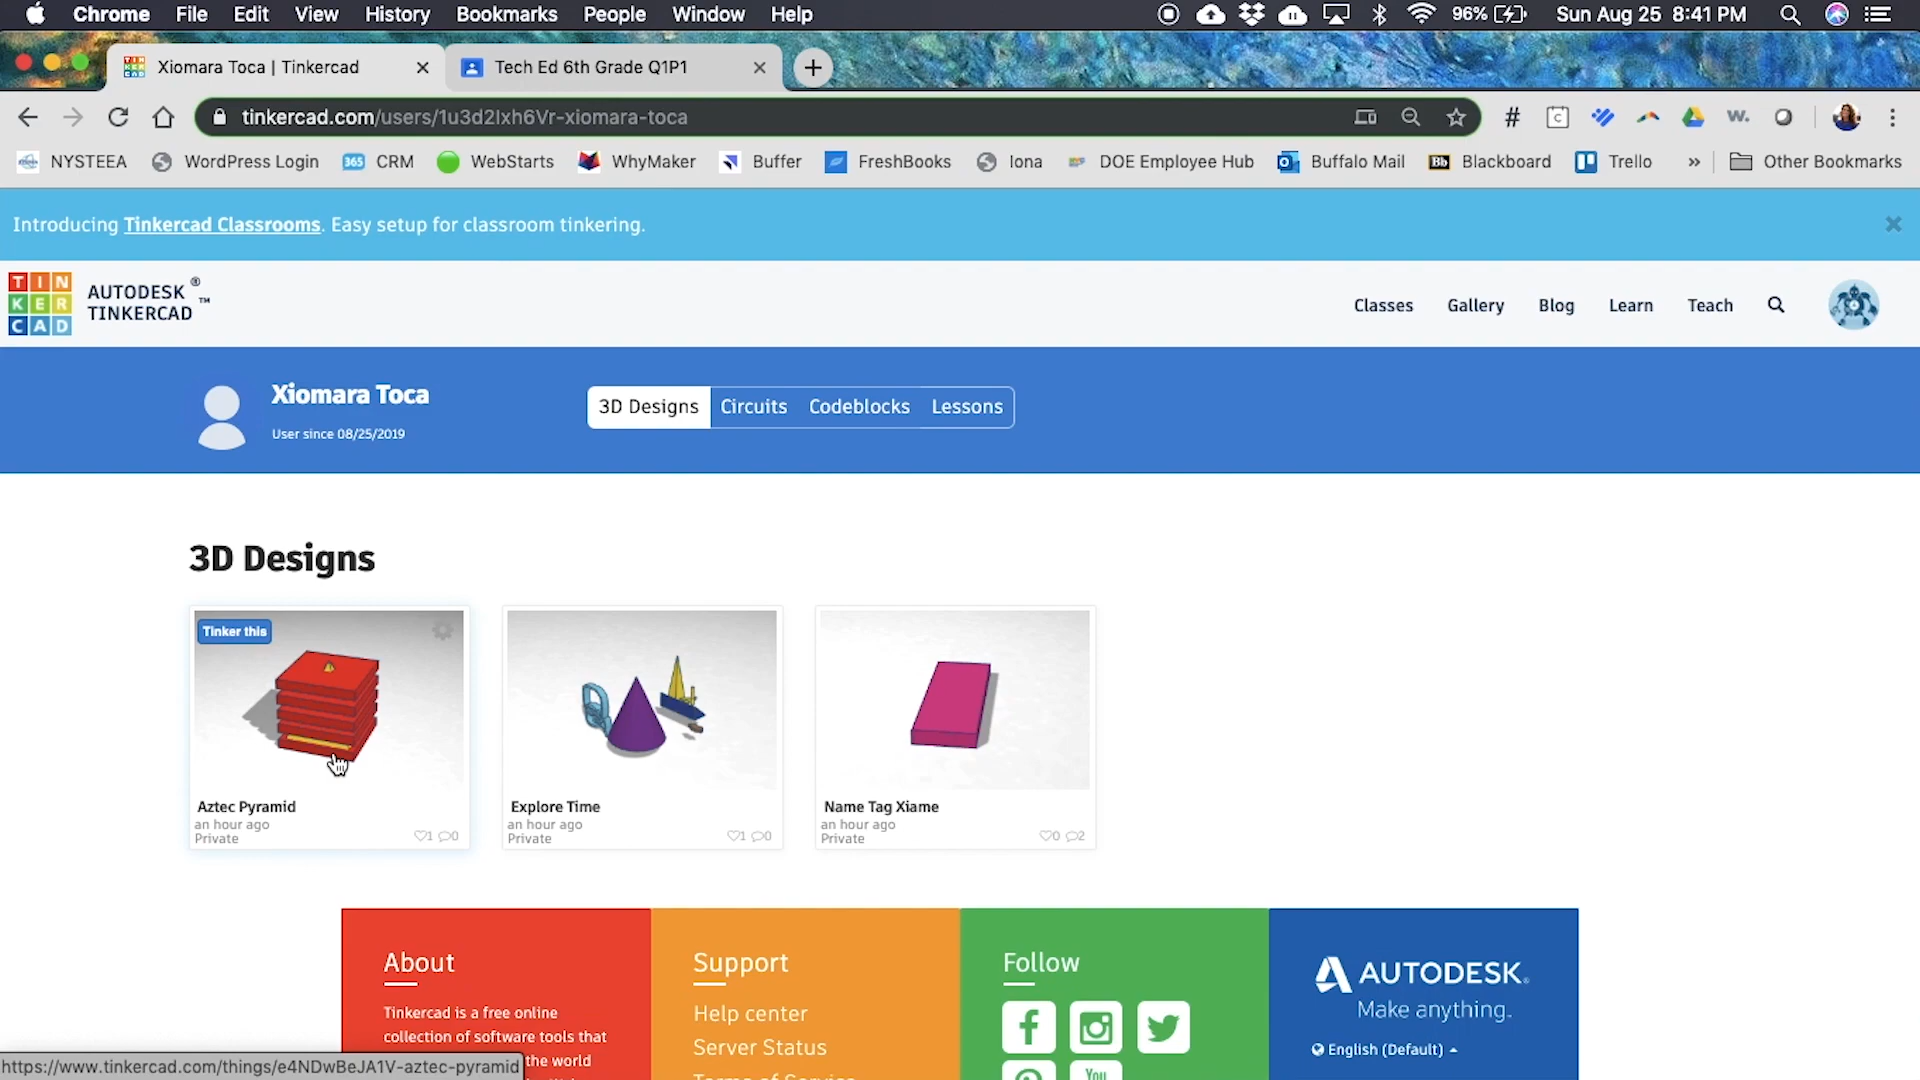 Chrome File Edit View History Bookmarks People Window Help 96% Sun Aug 25 8:41 PM
Xiomara Toca | Tinkercad Tech Ed 6th Grade Q1P1
tinkercad.com/users/1u3d2lxh6Vr-xiomara-toca
NYSTEEA WordPress Login 365 CRM WebStarts WhyMaker Buffer FreshBooks Iona DOE Employee Hub Buffalo Mail Bb Blackboard Trello » Other Bookmarks
Introducing Tinkercad Classrooms. Easy setup for classroom tinkering.
TIN
KER
CAD
AUTODESK ®
TINKERCAD ™
Classes Gallery Blog Learn Teach
Xiomara Toca
User since 08/25/2019
3D Designs Circuits Codeblocks Lessons
3D Designs
Tinker this
Aztec Pyramid
an hour ago
Private 1 0
Explore Time
an hour ago
Private 1 0
Name Tag Xiame
an hour ago
Private 0 2
About
Tinkercad is a free online
collection of software tools that
the world
Support
Help center
Server Status
Terms of Service
Follow
You
AUTODESK.
Make anything.
English (Default)
https://www.tinkercad.com/things/e4NDwBeJA1V-aztec-pyramid